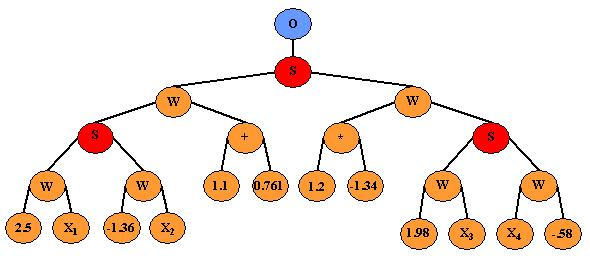 O
S
W W
S + * S
W W 1.1 0.761 1.2 -1.34 W W
2.5 X₁ -1.36 X₂ 1.98 X₃ X₄ -.58